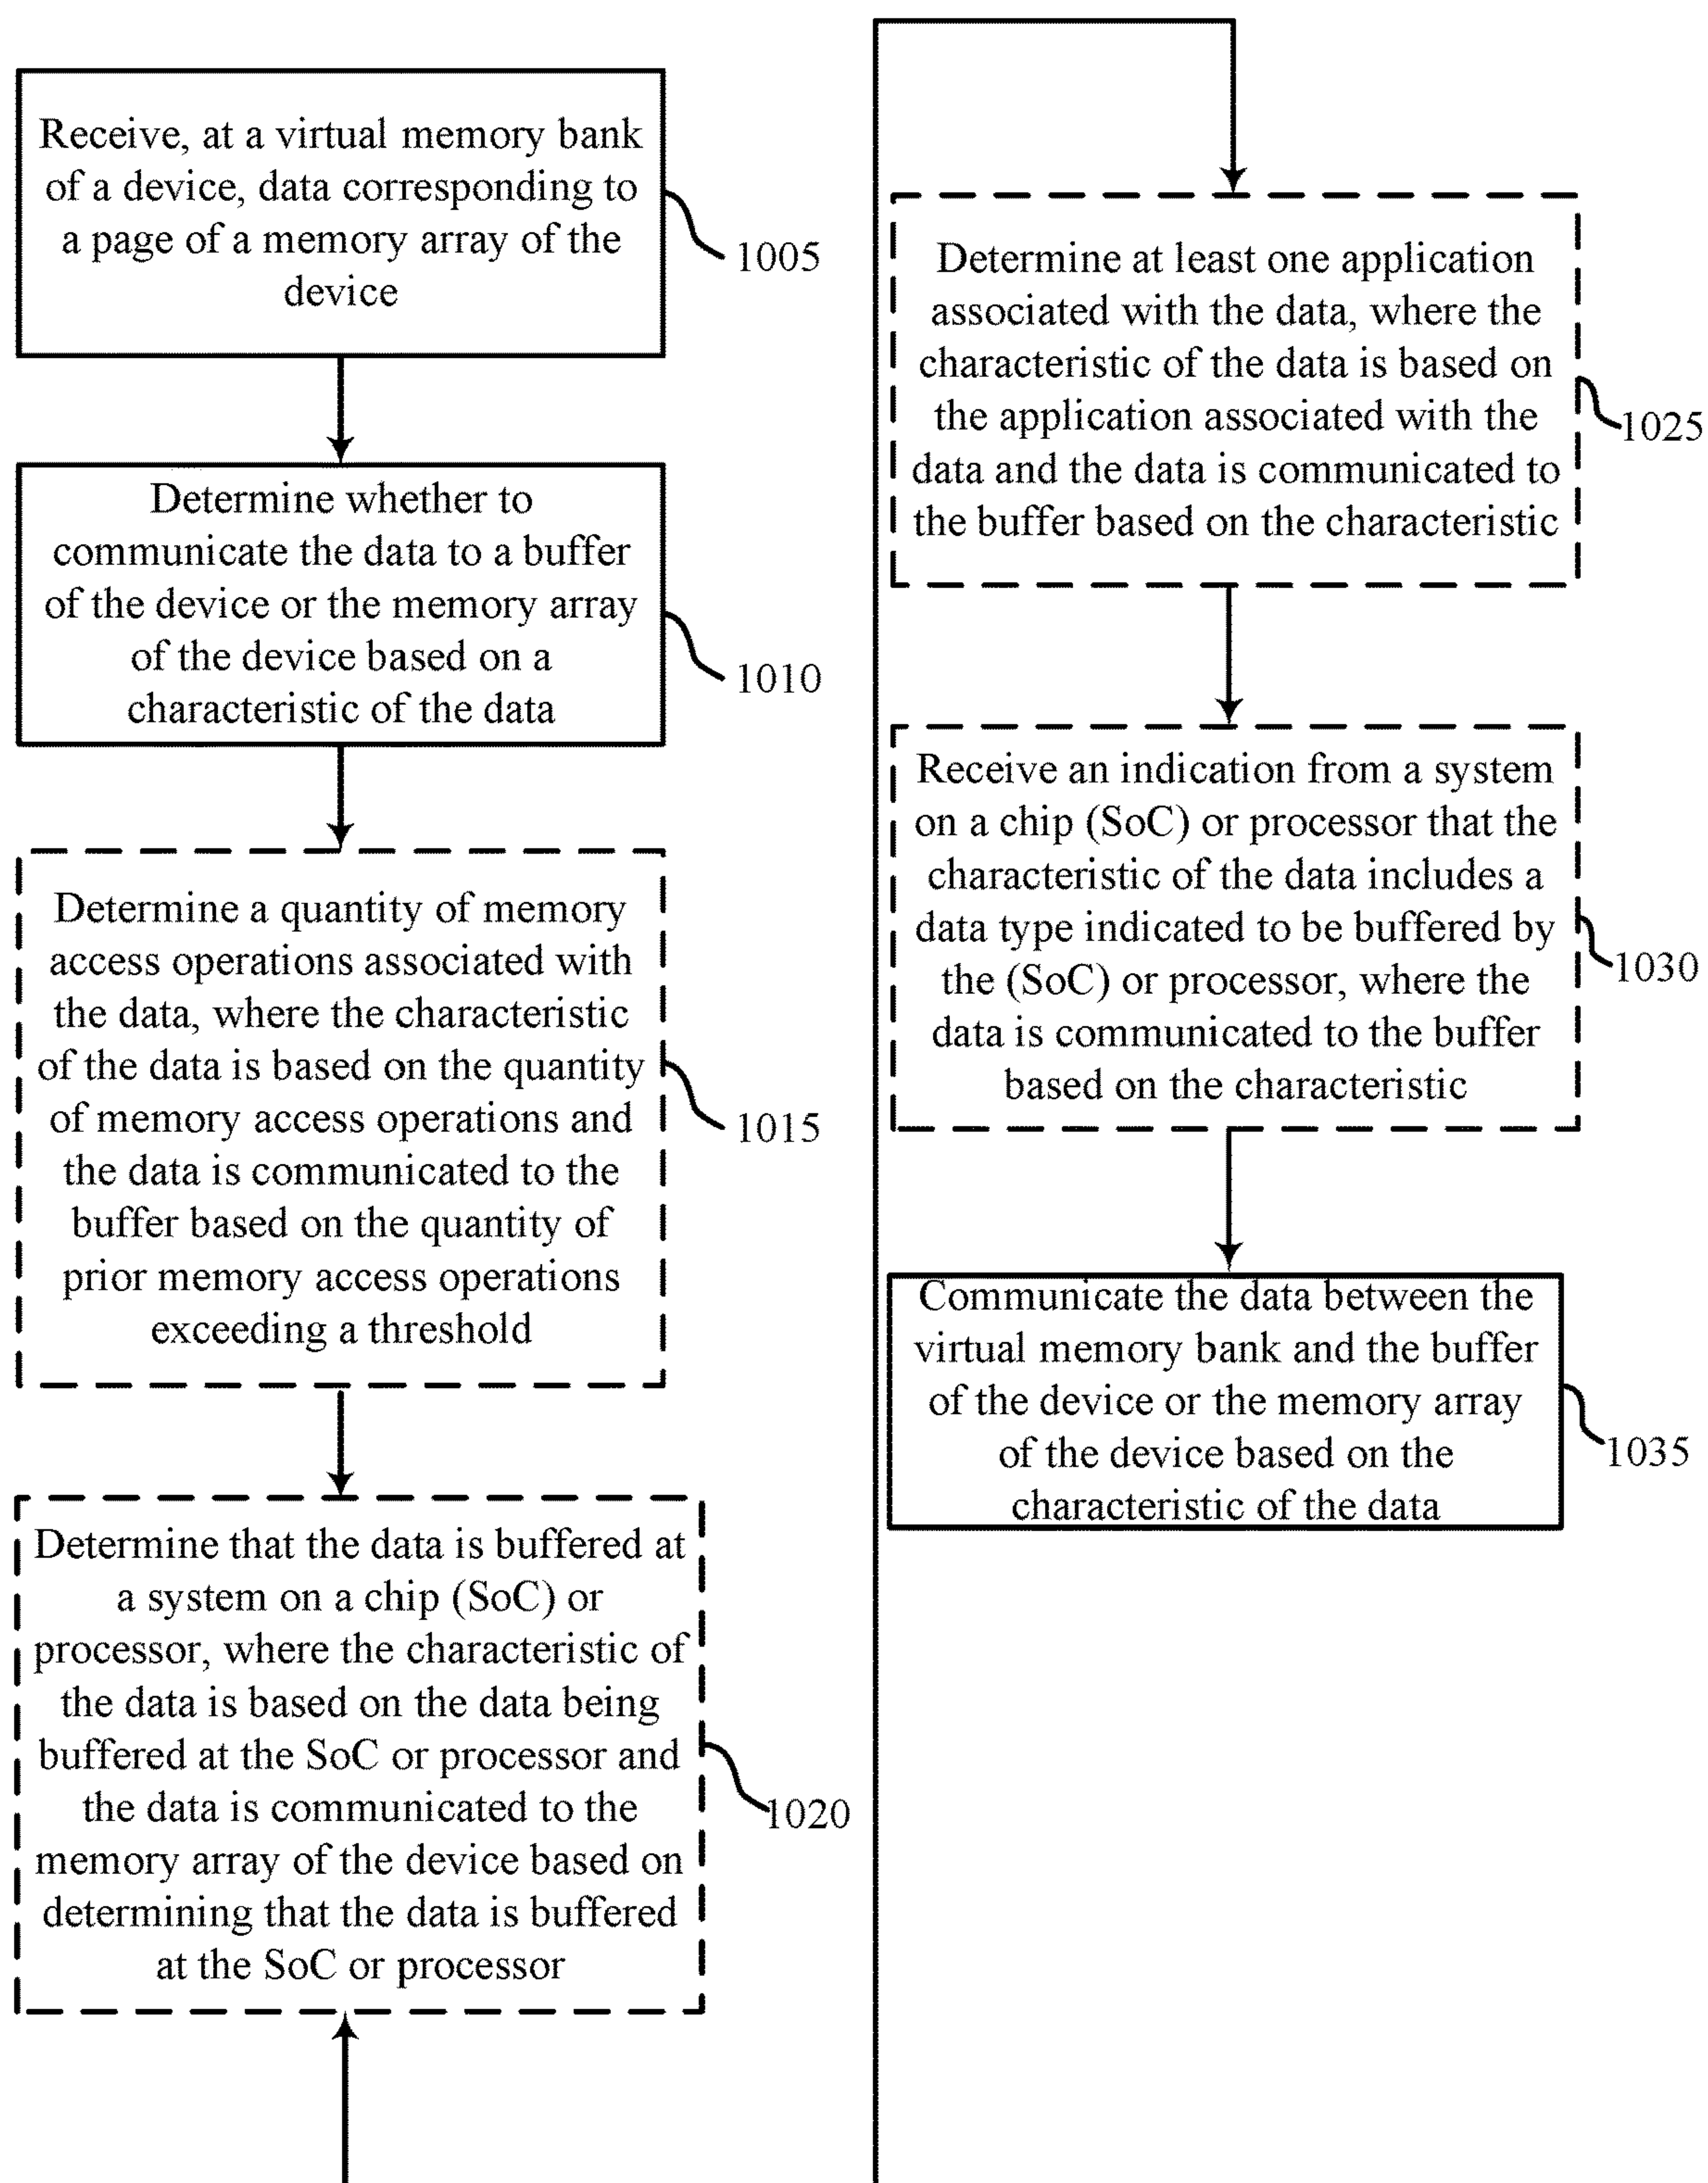 Receive, at a virtual memory bank
of a device, data corresponding to
a page of a memory array of the
device
1005
Determine whether to
communicate the data to a buffer
of the device or the memory array
of the device based on a
characteristic of the data
1010
Determine a quantity of memory
access operations associated with
the data, where the characteristic
of the data is based on the quantity
of memory access operations and
the data is communicated to the
buffer based on the quantity of
prior memory access operations
exceeding a threshold
1015
Determine that the data is buffered at
a system on a chip (SoC) or
processor, where the characteristic of
the data is based on the data being
buffered at the SoC or processor and
the data is communicated to the
memory array of the device based on
determining that the data is buffered
at the SoC or processor
1020
Determine at least one application
associated with the data, where the
characteristic of the data is based on
the application associated with the
data and the data is communicated to
the buffer based on the characteristic
1025
Receive an indication from a system
on a chip (SoC) or processor that the
characteristic of the data includes a
data type indicated to be buffered by
the (SoC) or processor, where the
data is communicated to the buffer
based on the characteristic
1030
Communicate the data between the
virtual memory bank and the buffer
of the device or the memory array
of the device based on the
characteristic of the data
1035